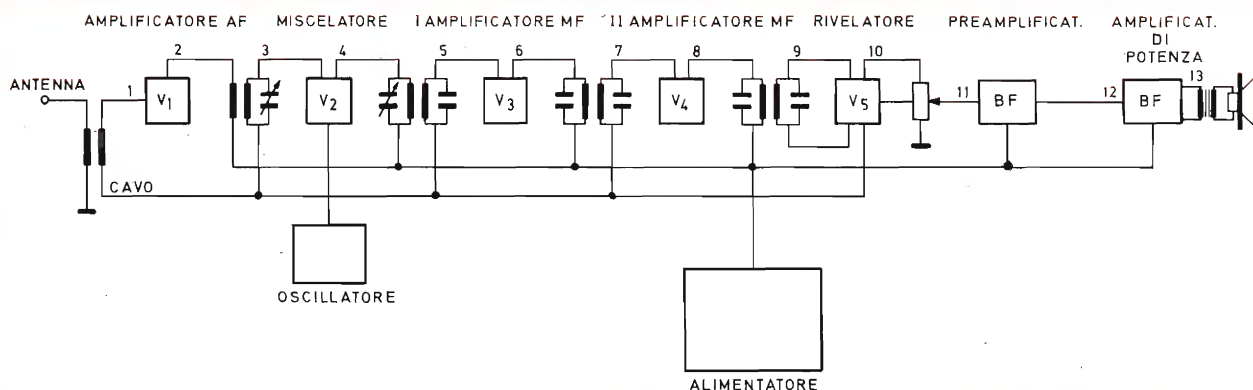 AMPLIFICATORE AF MISCELATORE I AMPLIFICATORE MF II AMPLIFICATORE MF RIVELATORE PREAMPLIFICAT. AMPLIFICAT.
DI
POTENZA
2 3 4 5 6 7 8 9 10 13
ANTENNA 1 V1 V2 V3 V4 V5 11 BF 12 BF
CAVO
OSCILLATORE
ALIMENTATORE